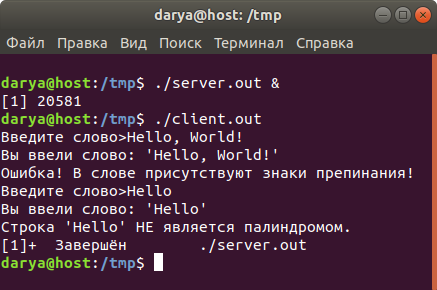 darya@host: /tmp
Файл Правка Вид Поиск Терминал Справка
darya@host:/tmp$ ./server.out &
[1] 20581
darya@host:/tmp$ ./client.out
Введите слово>Hello, World!
Вы ввели слово: 'Hello, World!'
Ошибка! В слове присутствуют знаки препинания!
Введите слово>Hello
Вы ввели слово: 'Hello'
Строка 'Hello' НЕ является палиндромом.
[1]+  Завершён        ./server.out
darya@host:/tmp$